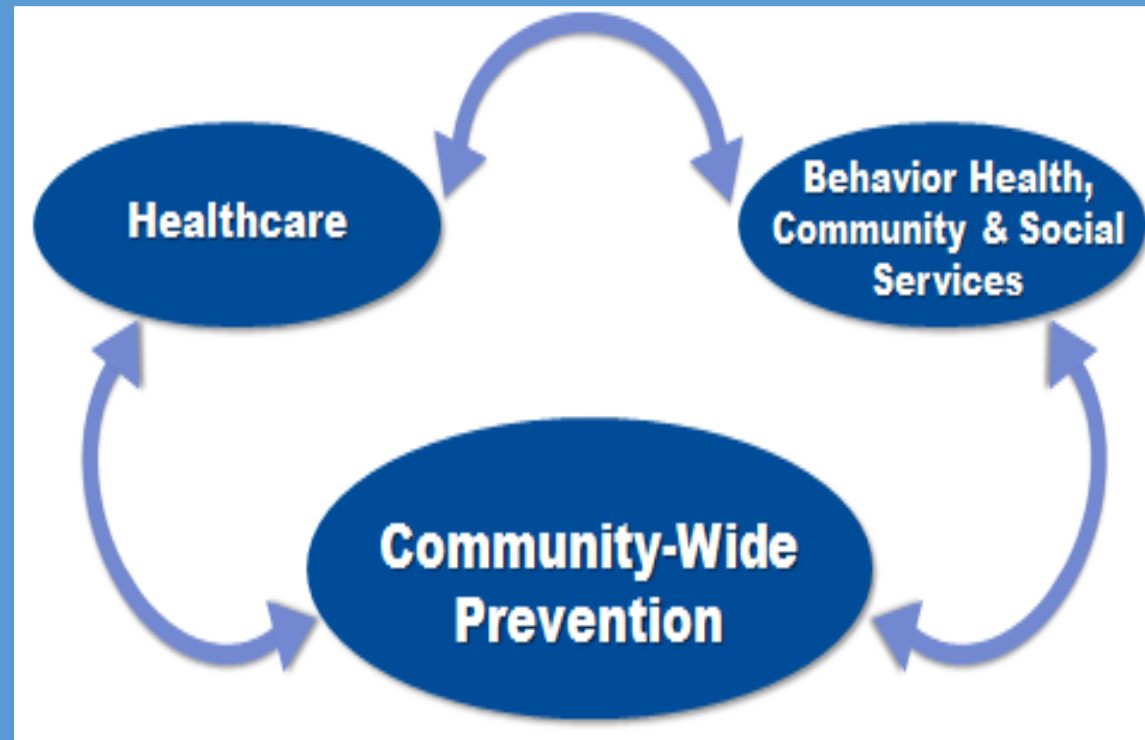 Healthcare
Behavior Health,
Community & Social
Services
Community-Wide
Prevention